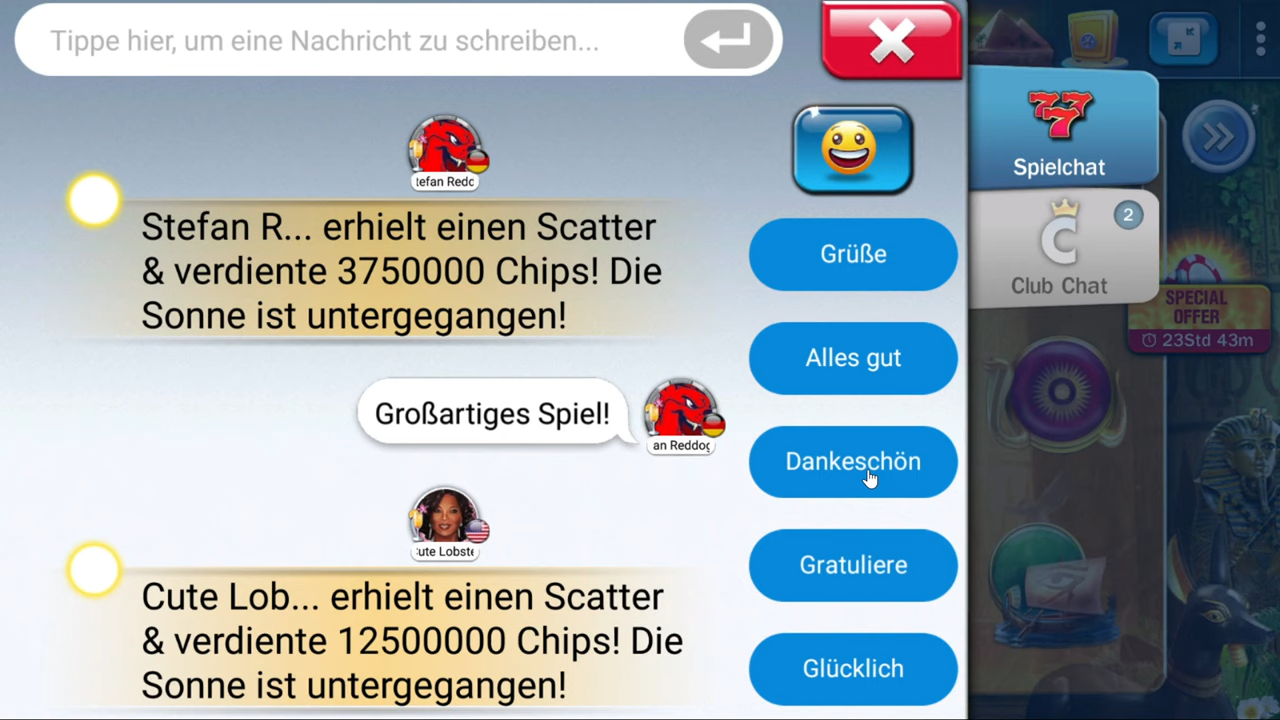 Tippe hier, um eine Nachricht zu schreiben...
777
Spielchat
2
C
Club Chat
SPECIAL
OFFER
23Std 43m
tefan Redd
Stefan R... erhielt einen Scatter
& verdiente 3750000 Chips! Die
Sonne ist untergegangen!
Großartiges Spiel!
an Reddog
ute Lobste
Cute Lob... erhielt einen Scatter
& verdiente 12500000 Chips! Die
Sonne ist untergegangen!
Grüße
Alles gut
Dankeschön
Gratuliere
Glücklich